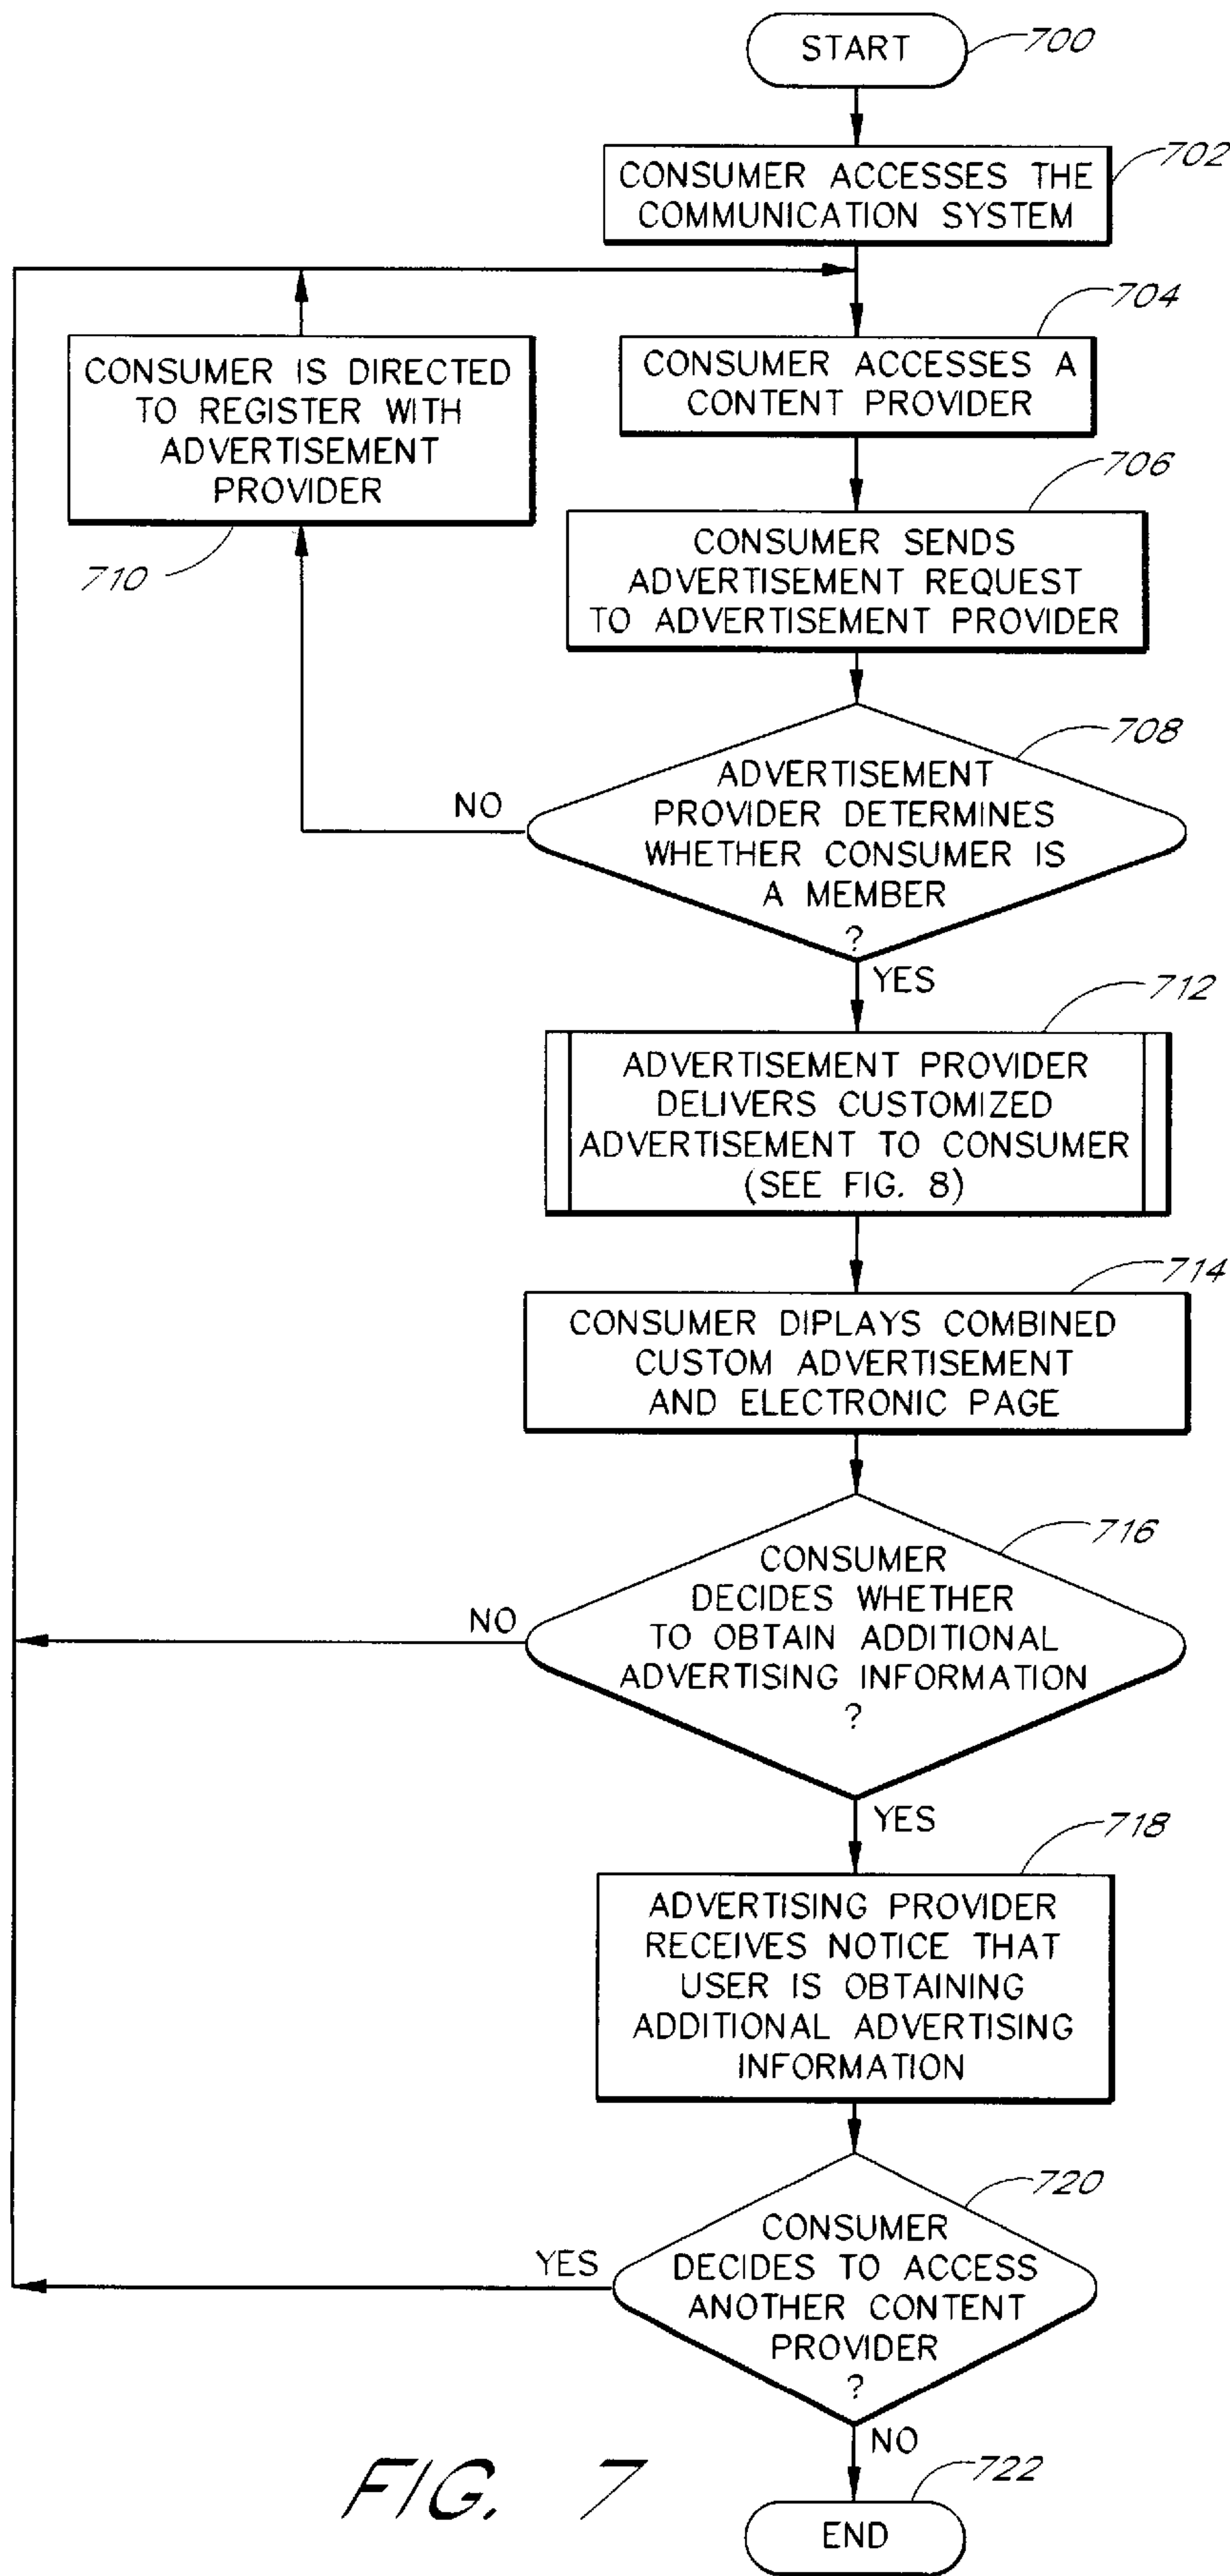 START
700
CONSUMER ACCESSES THE
COMMUNICATION SYSTEM
702
CONSUMER ACCESSES A
CONTENT PROVIDER
704
CONSUMER IS DIRECTED
TO REGISTER WITH
ADVERTISEMENT
PROVIDER
710
CONSUMER SENDS
ADVERTISEMENT REQUEST
TO ADVERTISEMENT PROVIDER
706
ADVERTISEMENT
PROVIDER DETERMINES
WHETHER CONSUMER IS
A MEMBER
?
708
NO
YES
ADVERTISEMENT PROVIDER
DELIVERS CUSTOMIZED
ADVERTISEMENT TO CONSUMER
(SEE FIG. 8)
712
CONSUMER DIPLAYS COMBINED
CUSTOM ADVERTISEMENT
AND ELECTRONIC PAGE
714
CONSUMER
DECIDES WHETHER
TO OBTAIN ADDITIONAL
ADVERTISING INFORMATION
?
716
NO
YES
ADVERTISING PROVIDER
RECEIVES NOTICE THAT
USER IS OBTAINING
ADDITIONAL ADVERTISING
INFORMATION
718
CONSUMER
DECIDES TO ACCESS
ANOTHER CONTENT
PROVIDER
?
720
YES
NO
END
722
FIG. 7